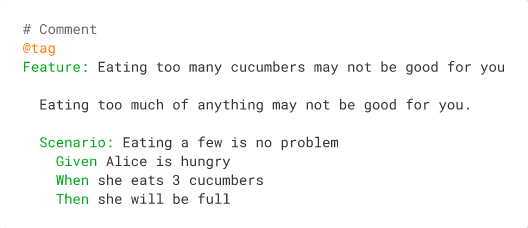 # Comment
@tag
Feature: Eating too many cucumbers may not be good for you
Eating too much of anything may not be good for you.
Scenario: Eating a few is no problem
Given Alice is hungry
When she eats 3 cucumbers
Then she will be full